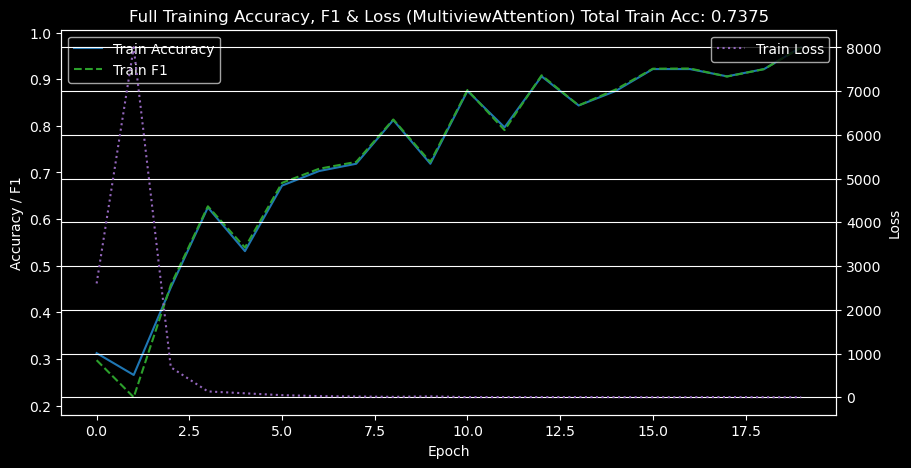 Full Training Accuracy, F1 & Loss (MultiviewAttention) Total Train Acc: 0.7375
Train Accuracy
Train F1
Train Loss
1.0
0.9
0.8
0.7
0.6
0.5
0.4
0.3
0.2
Accuracy / F1
8000
7000
6000
5000
4000
3000
2000
1000
0
Loss
0.0 2.5 5.0 7.5 10.0 12.5 15.0 17.5
Epoch